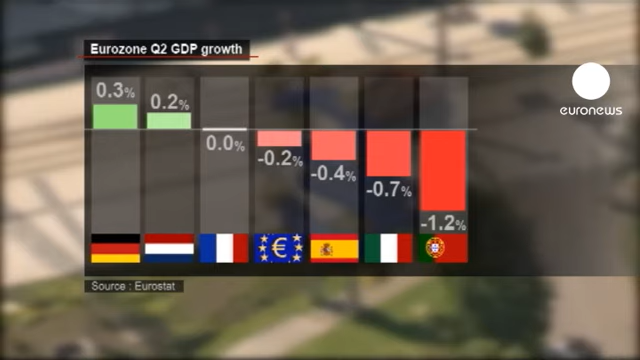 Eurozone Q2 GDP growth
euronews
0.3%
0.2%
0.0%
-0.2%
-0.4%
-0.7%
-1.2%
€
Source : Eurostat